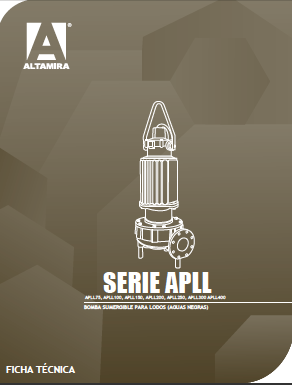 ALTAMIRA
SERIE APLL
APLL75, APLL100, APLL150, APLL200, APLL250, APLL300 APLL400
BOMBA SUMERGIBLE PARA LODOS (AGUAS NEGRAS)
FICHA TÉCNICA